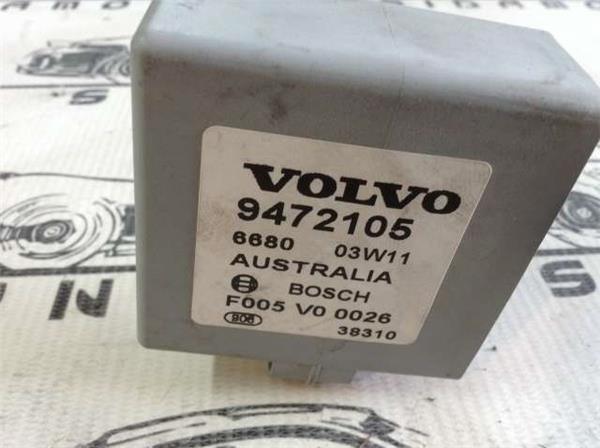 VOLVO
9472105
6680 03W11
AUSTRALIA
BOSCH
F005 V0 0026
38310